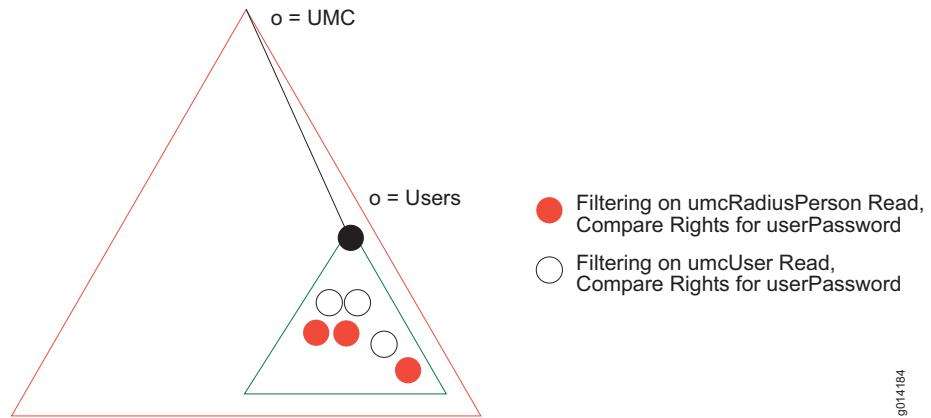 o = UMC
o = Users
Filtering on umcRadiusPerson Read,
Compare Rights for userPassword
Filtering on umcUser Read,
Compare Rights for userPassword
g014184